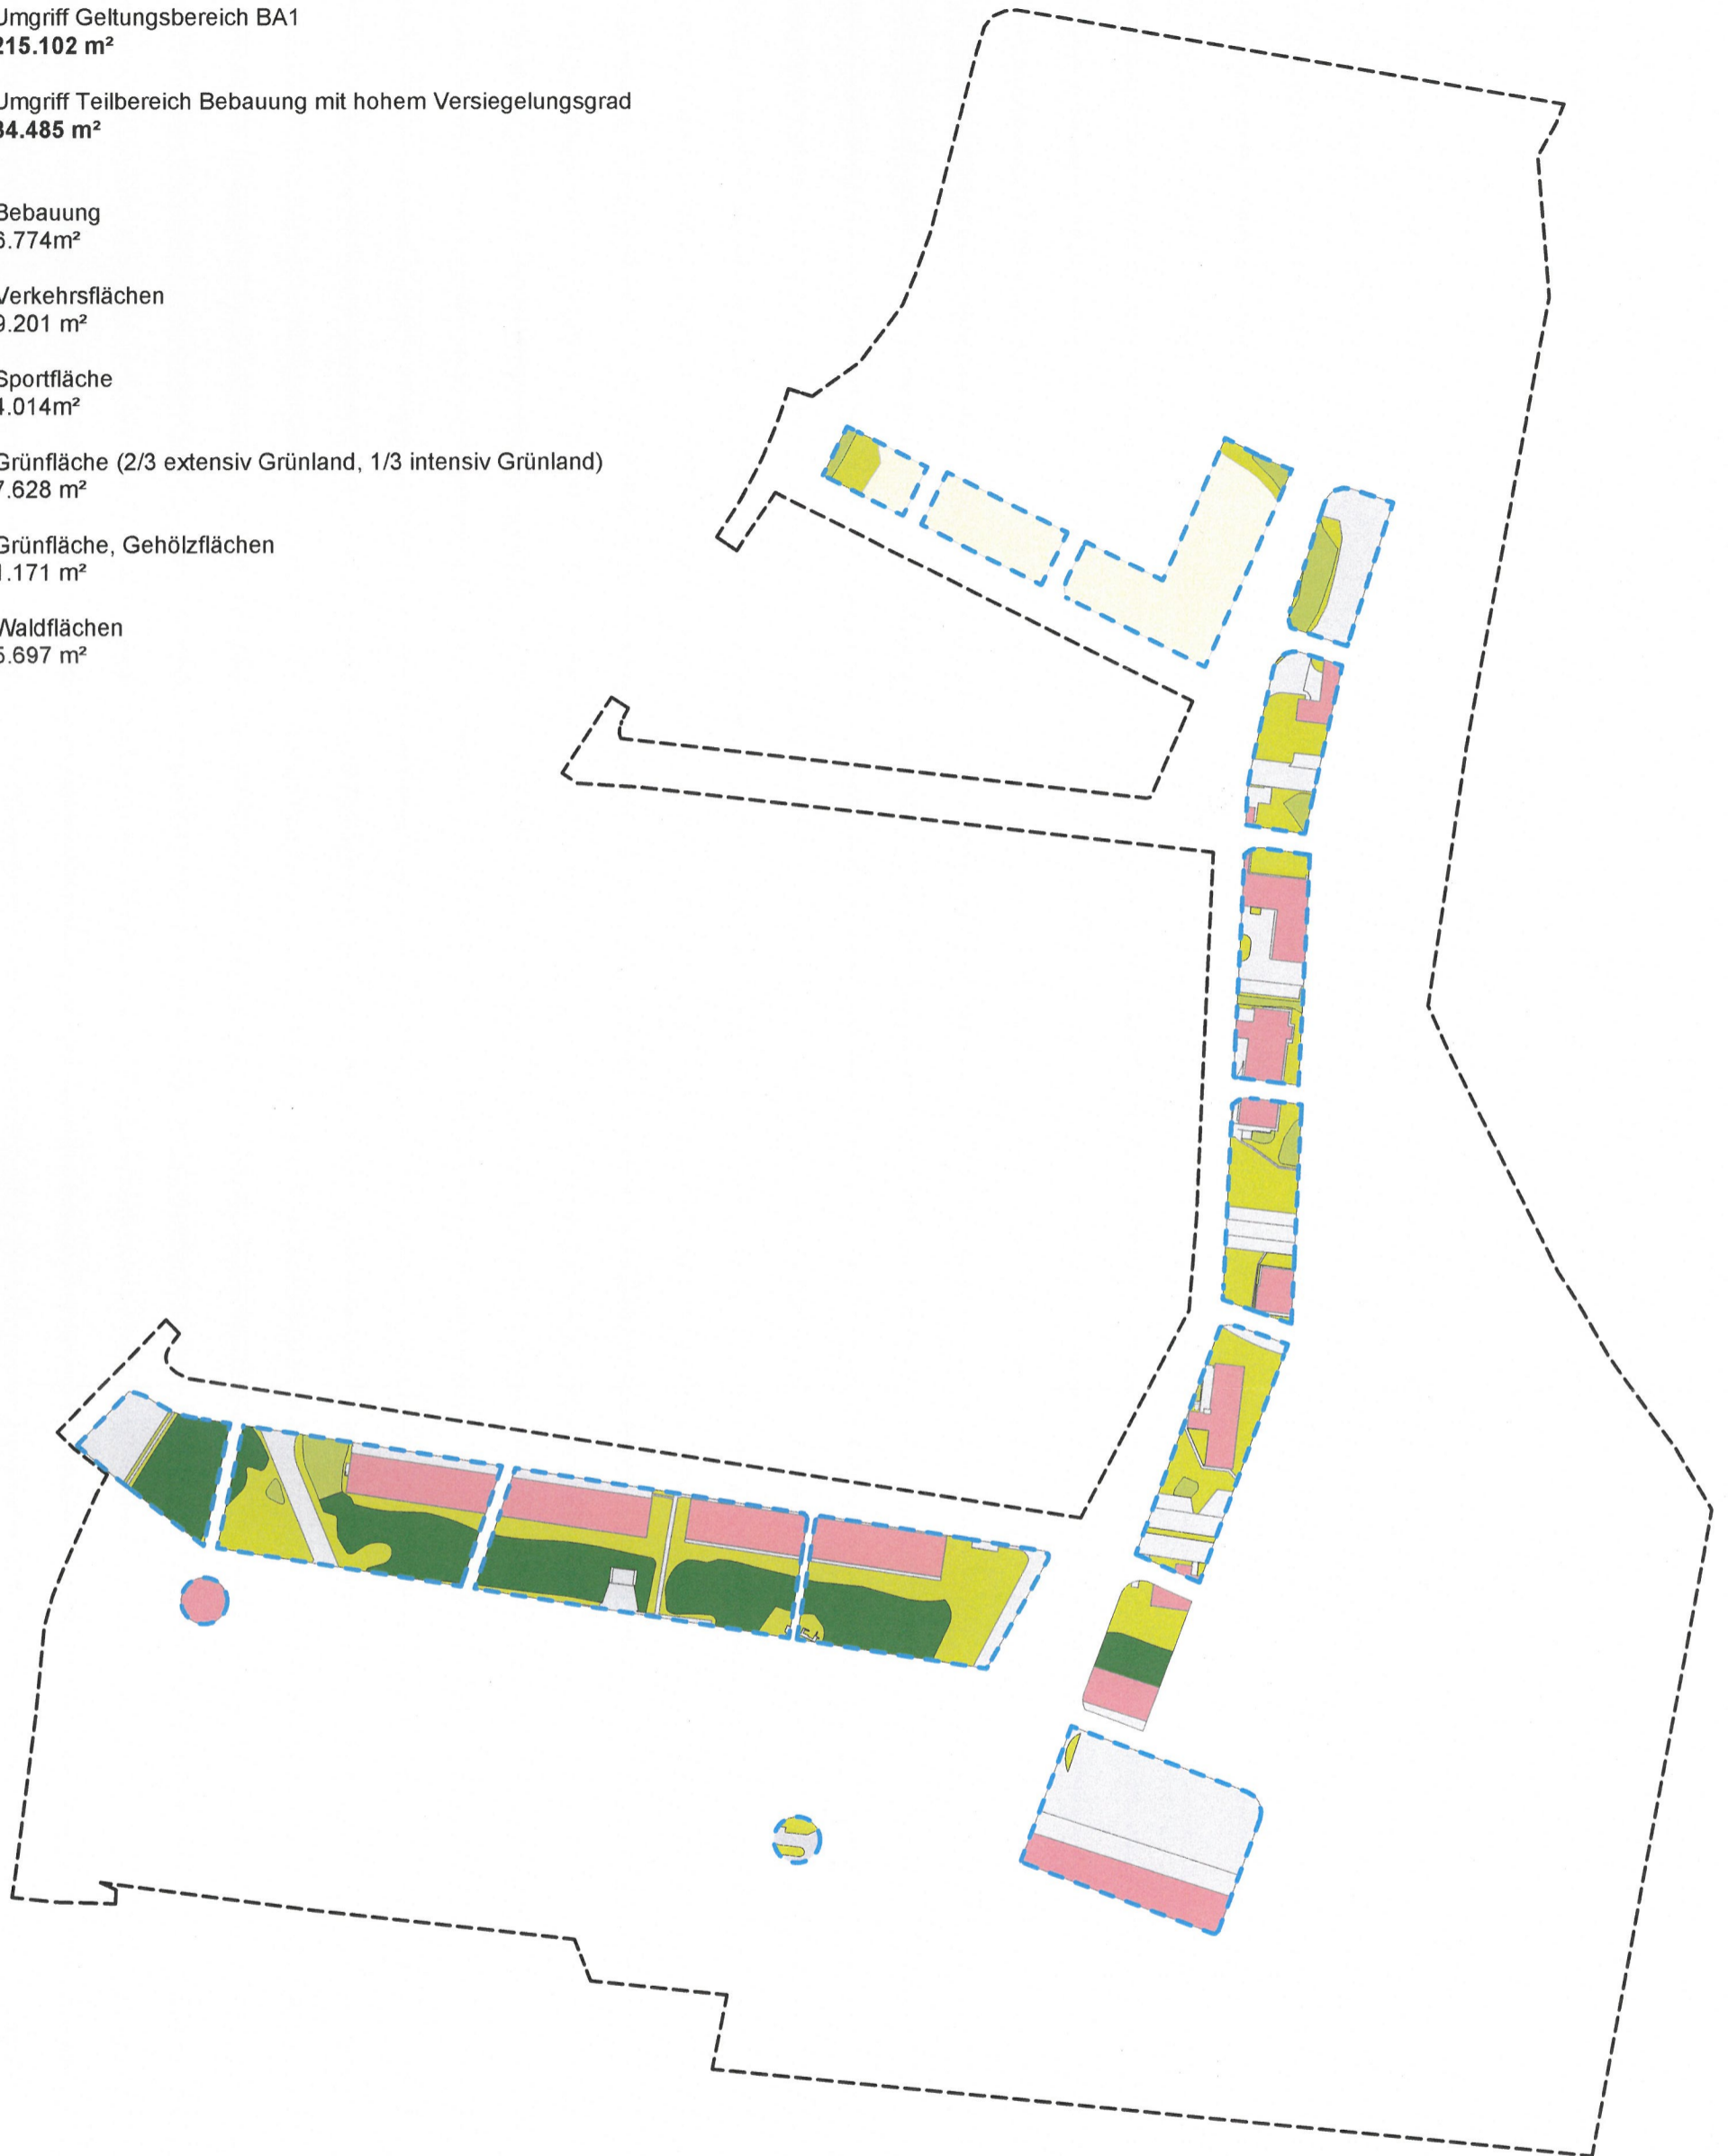 Umgriff Geltungsbereich BA1
215.102 m²
Umgriff Teilbereich Bebauung mit hohem Versiegelungsgrad
34.485 m²
Bebauung
6.774m²
Verkehrsflächen
9.201 m²
Sportfläche
4.014m²
Grünfläche (2/3 extensiv Grünland, 1/3 intensiv Grünland)
7.628 m²
Grünfläche, Gehölzflächen
1.171 m²
Waldflächen
5.697 m²